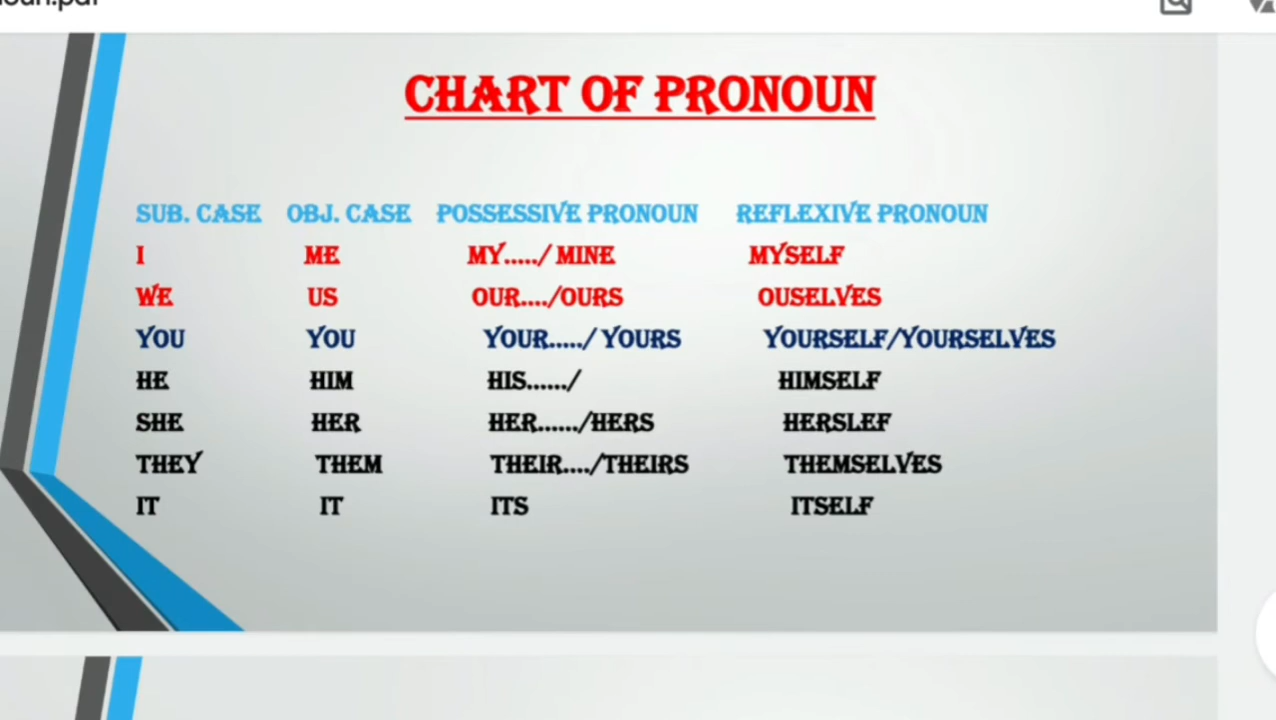 CHART OF PRONOUN
SUB. CASE OBJ. CASE POSSESSIVE PRONOUN REFLEXIVE PRONOUN
I ME MY...../ MINE MYSELF
WE US OUR..../OURS OUSELVES
YOU YOU YOUR...../ YOURS YOURSELF/YOURSELVES
HE HIM HIS....../ HIMSELF
SHE HER HER....../HERS HERSLEF
THEY THEM THEIR..../THEIRS THEMSELVES
IT IT ITS ITSELF